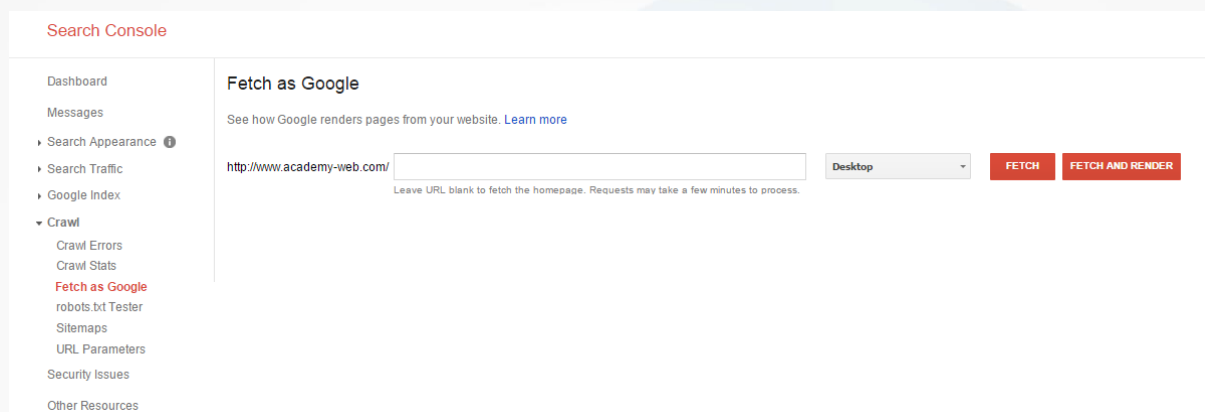 Search Console
Dashboard
Messages
Search Appearance
Search Traffic
Google Index
Crawl
Crawl Errors
Crawl Stats
Fetch as Google
robots.txt Tester
Sitemaps
URL Parameters
Security Issues
Other Resources
Fetch as Google
See how Google renders pages from your website. Learn more
http://www.academy-web.com/ Desktop FETCH FETCH AND RENDER
Leave URL blank to fetch the homepage. Requests may take a few minutes to process.